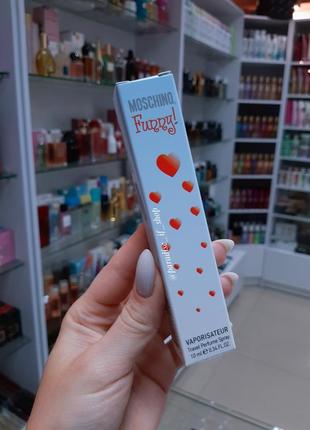 MOSCHINO
Funny!
VAPORISATEUR
Travel Perfume Spray
10 ml e 0.34 FL.OZ.